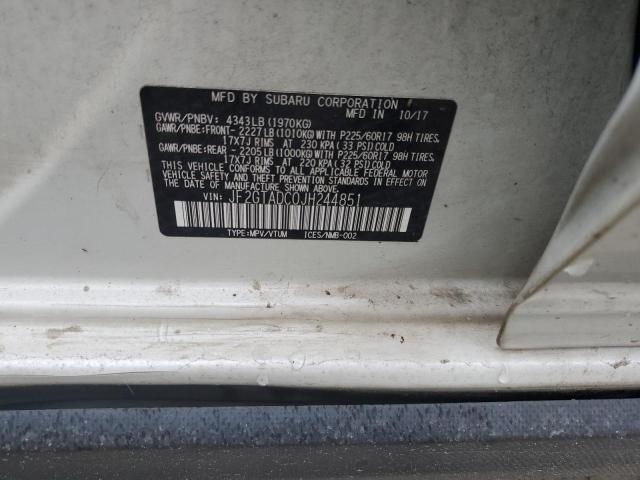 MFD BY SUBARU CORPORATION MFD IN 10/17
GVWR/PNBV: 4343LB (1970KG)
GAWR/PNBE: FRONT- 2227LB (1010KG) WITH P225/60R17 98H TIRES,
17X7J RIMS AT 230 KPA (33 PSI) COLD
GAWR/PNBE: REAR - 2205LB (1000KG) WITH P225/60R17 98H TIRES,
17X7J RIMS AT 220 KPA (32 PSI) COLD
THIS VEHICLE CONFORMS TO ALL APPLICABLE FEDERAL MOTOR
VEHICLE SAFETY AND BUMPER STANDARDS IN EFFECT ON THE
DATE OF MANUFACTURE SHOWN ABOVE.
VIN: JF2GTADC0JH244851
TYPE:MPV/VTUM ICES/NMB-002